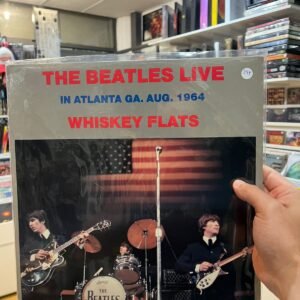 THE BEATLES LIVE
IN ATLANTA GA. AUG. 1964
WHISKEY FLATS
THE
BEATLES